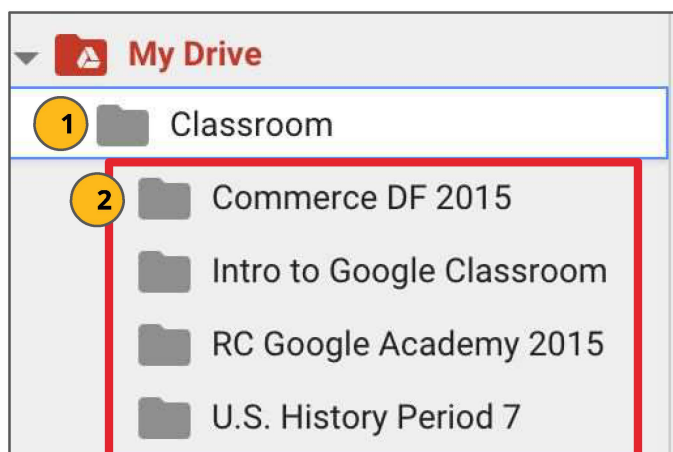 My Drive
1 Classroom
2 Commerce DF 2015
Intro to Google Classroom
RC Google Academy 2015
U.S. History Period 7